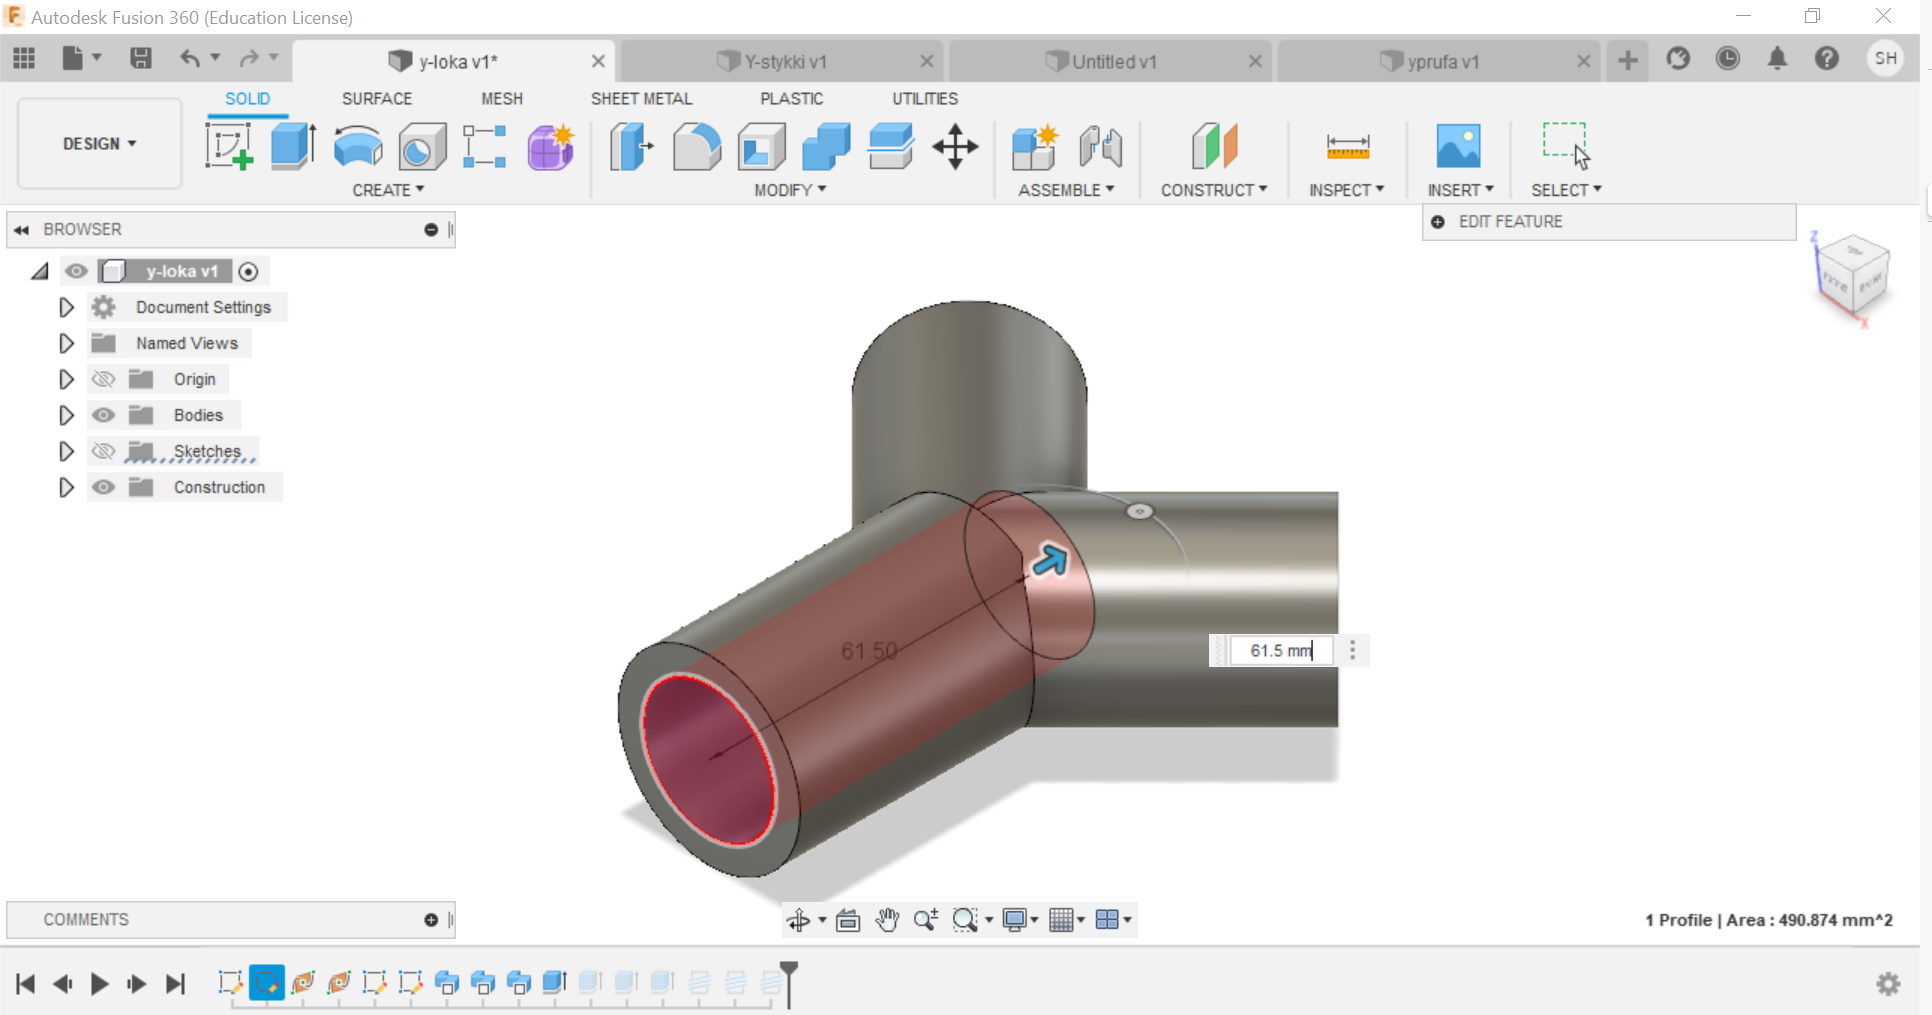 Autodesk Fusion 360 (Education License)
y-loka v1*
Y-stykki v1
Untitled v1
yprufa v1
SH
SOLID
SURFACE
MESH
SHEET METAL
PLASTIC
UTILITIES
DESIGN
CREATE
MODIFY
ASSEMBLE
CONSTRUCT
INSPECT
INSERT
SELECT
BROWSER
EDIT FEATURE
y-loka v1
Document Settings
Named Views
Origin
Bodies
Sketches
Construction
Z
X
61.50
61.5 mm
COMMENTS
1 Profile | Area : 490.874 mm^2